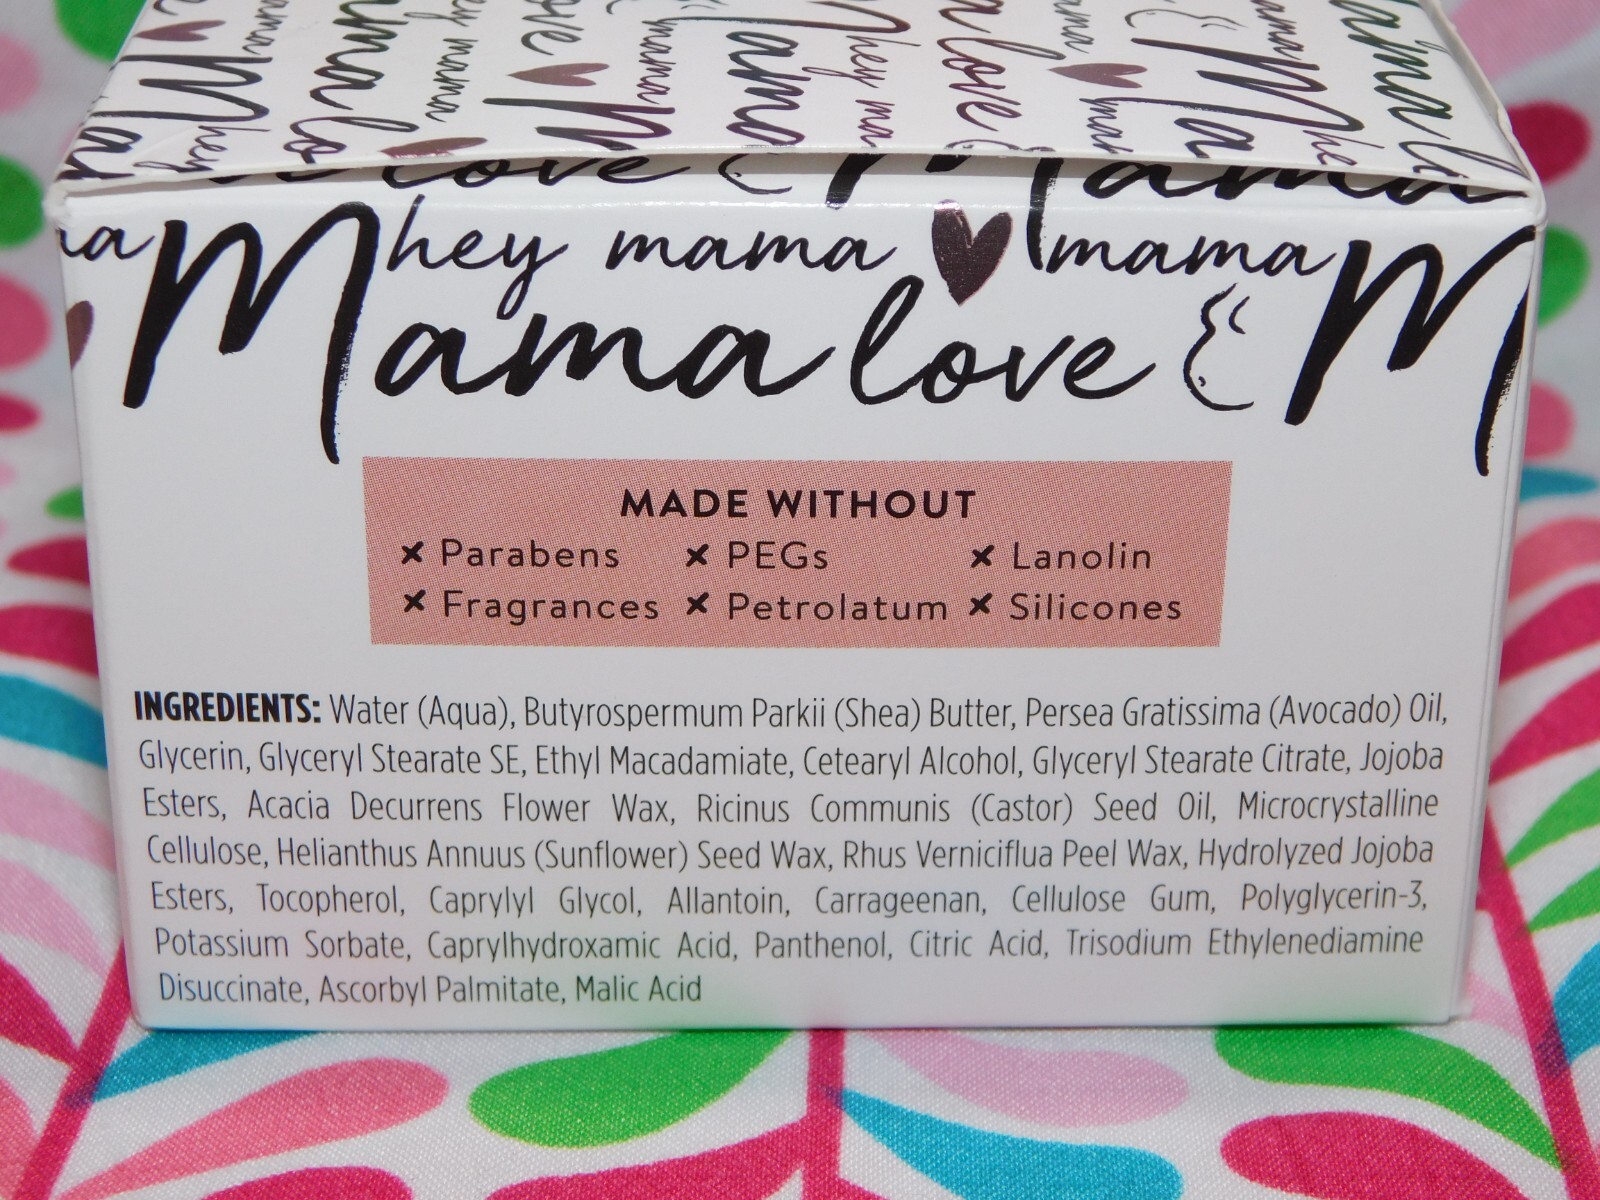 love Mama
hey mama mama
Mama love M
MADE WITHOUT
× Parabens × PEGs × Lanolin
× Fragrances × Petrolatum × Silicones
INGREDIENTS: Water (Aqua), Butyrospermum Parkii (Shea) Butter, Persea Gratissima (Avocado) Oil,
Glycerin, Glyceryl Stearate SE, Ethyl Macadamiate, Cetearyl Alcohol, Glyceryl Stearate Citrate, Jojoba
Esters, Acacia Decurrens Flower Wax, Ricinus Communis (Castor) Seed Oil, Microcrystalline
Cellulose, Helianthus Annuus (Sunflower) Seed Wax, Rhus Verniciflua Peel Wax, Hydrolyzed Jojoba
Esters, Tocopherol, Caprylyl Glycol, Allantoin, Carrageenan, Cellulose Gum, Polyglycerin-3,
Potassium Sorbate, Caprylhydroxamic Acid, Panthenol, Citric Acid, Trisodium Ethylenediamine
Disuccinate, Ascorbyl Palmitate, Malic Acid